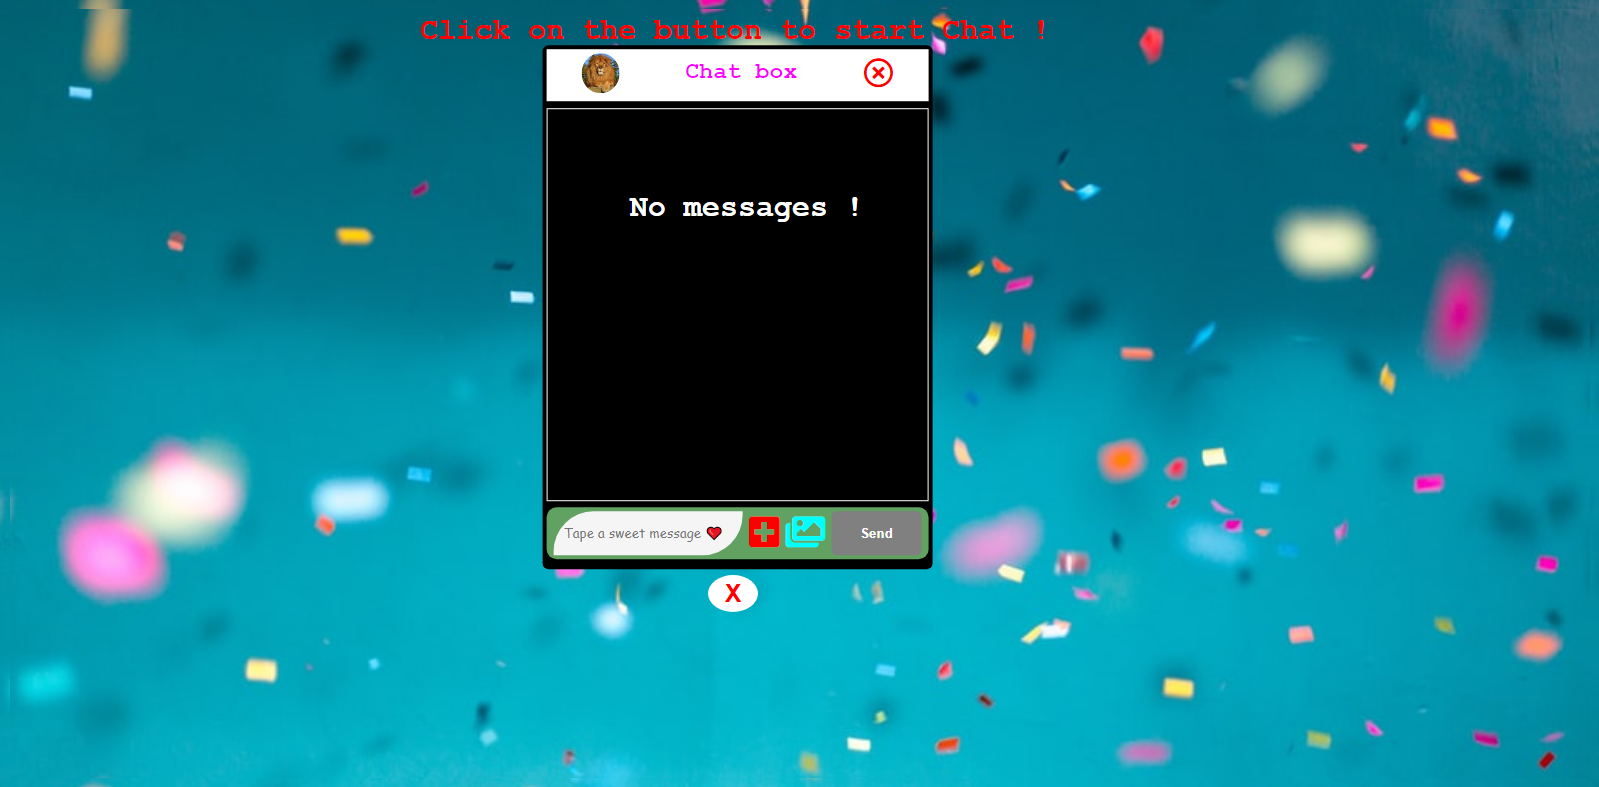 Click on the button to start Chat !
Chat box
No messages !
Tape a sweet message ❤
Send
X